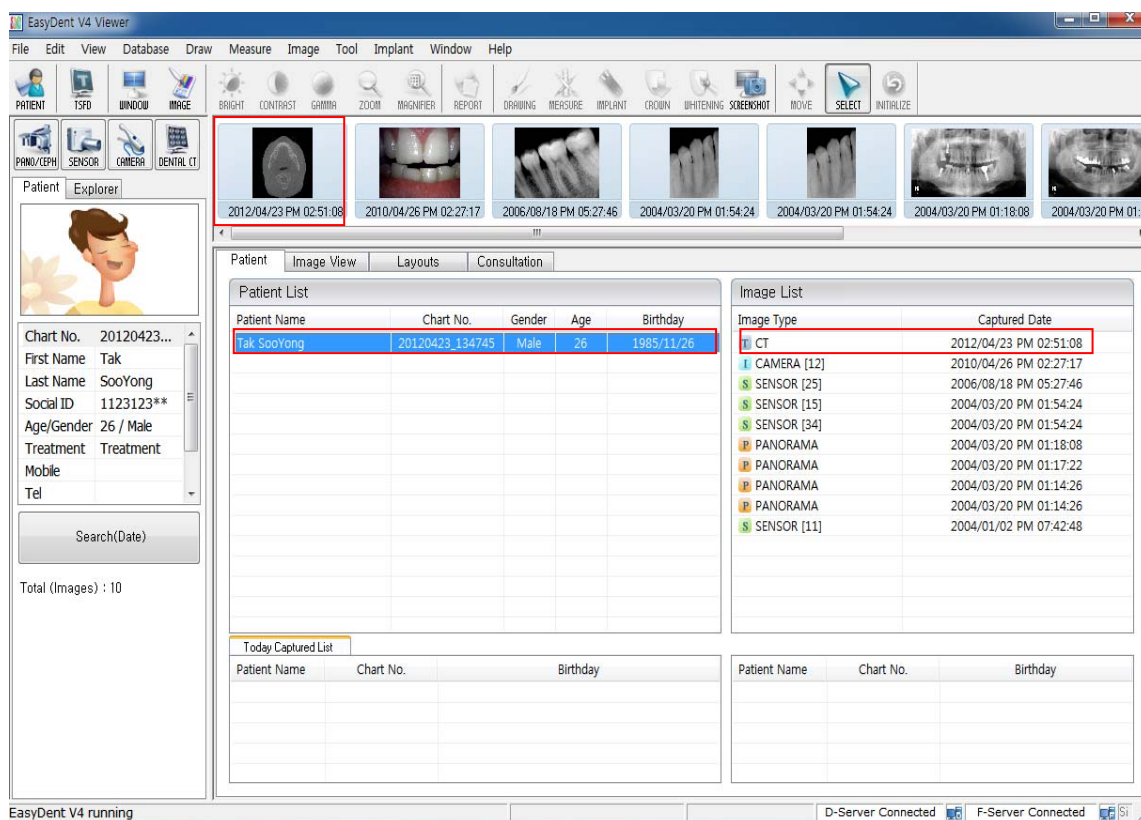 EasyDent V4 Viewer
File Edit View Database Draw Measure Image Tool Implant Window Help
PATIENT TSFD WINDOW IMAGE BRIGHT CONTRAST GAMMA ZOOM MAGNIFIER REPORT DRAWING MEASURE IMPLANT CROWN WHITENING SCREENSHOT MOVE SELECT INITIALIZE
PANO/CEPH SENSOR CAMERA DENTAL CT
2012/04/23 PM 02:51:08 2010/04/26 PM 02:27:17 2006/08/18 PM 05:27:46 2004/03/20 PM 01:54:24 2004/03/20 PM 01:54:24 2004/03/20 PM 01:18:08 2004/03/20 PM 01:
Patient Explorer
Chart No. 20120423...
First Name Tak
Last Name SooYong
Social ID 1123123**
Age/Gender 26 / Male
Treatment Treatment
Mobile
Tel
Search(Date)
Total (Images) : 10
Patient Image View Layouts Consultation
Patient List
Patient Name Chart No. Gender Age Birthday
Tak SooYong 20120423_134745 Male 26 1985/11/26
Image List
Image Type Captured Date
T CT 2012/04/23 PM 02:51:08
I CAMERA [12] 2010/04/26 PM 02:27:17
S SENSOR [25] 2006/08/18 PM 05:27:46
S SENSOR [15] 2004/03/20 PM 01:54:24
S SENSOR [34] 2004/03/20 PM 01:54:24
P PANORAMA 2004/03/20 PM 01:18:08
P PANORAMA 2004/03/20 PM 01:17:22
P PANORAMA 2004/03/20 PM 01:14:26
P PANORAMA 2004/03/20 PM 01:14:26
S SENSOR [11] 2004/01/02 PM 07:42:48
Today Captured List
Patient Name Chart No. Birthday
Patient Name Chart No. Birthday
EasyDent V4 running D-Server Connected F-Server Connected Si